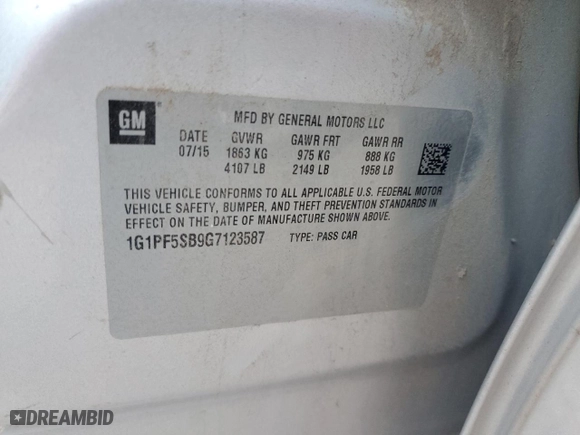 GM
MFD BY GENERAL MOTORS LLC
DATE GVWR GAWR FRT GAWR RR
07/15 1863 KG 975 KG 888 KG
4107 LB 2149 LB 1958 LB
THIS VEHICLE CONFORMS TO ALL APPLICABLE U.S. FEDERAL MOTOR
VEHICLE SAFETY, BUMPER, AND THEFT PREVENTION STANDARDS IN
EFFECT ON THE DATE OF MANUFACTURE SHOWN ABOVE.
1G1PF5SB9G7123587 TYPE: PASS CAR
DREAMBID